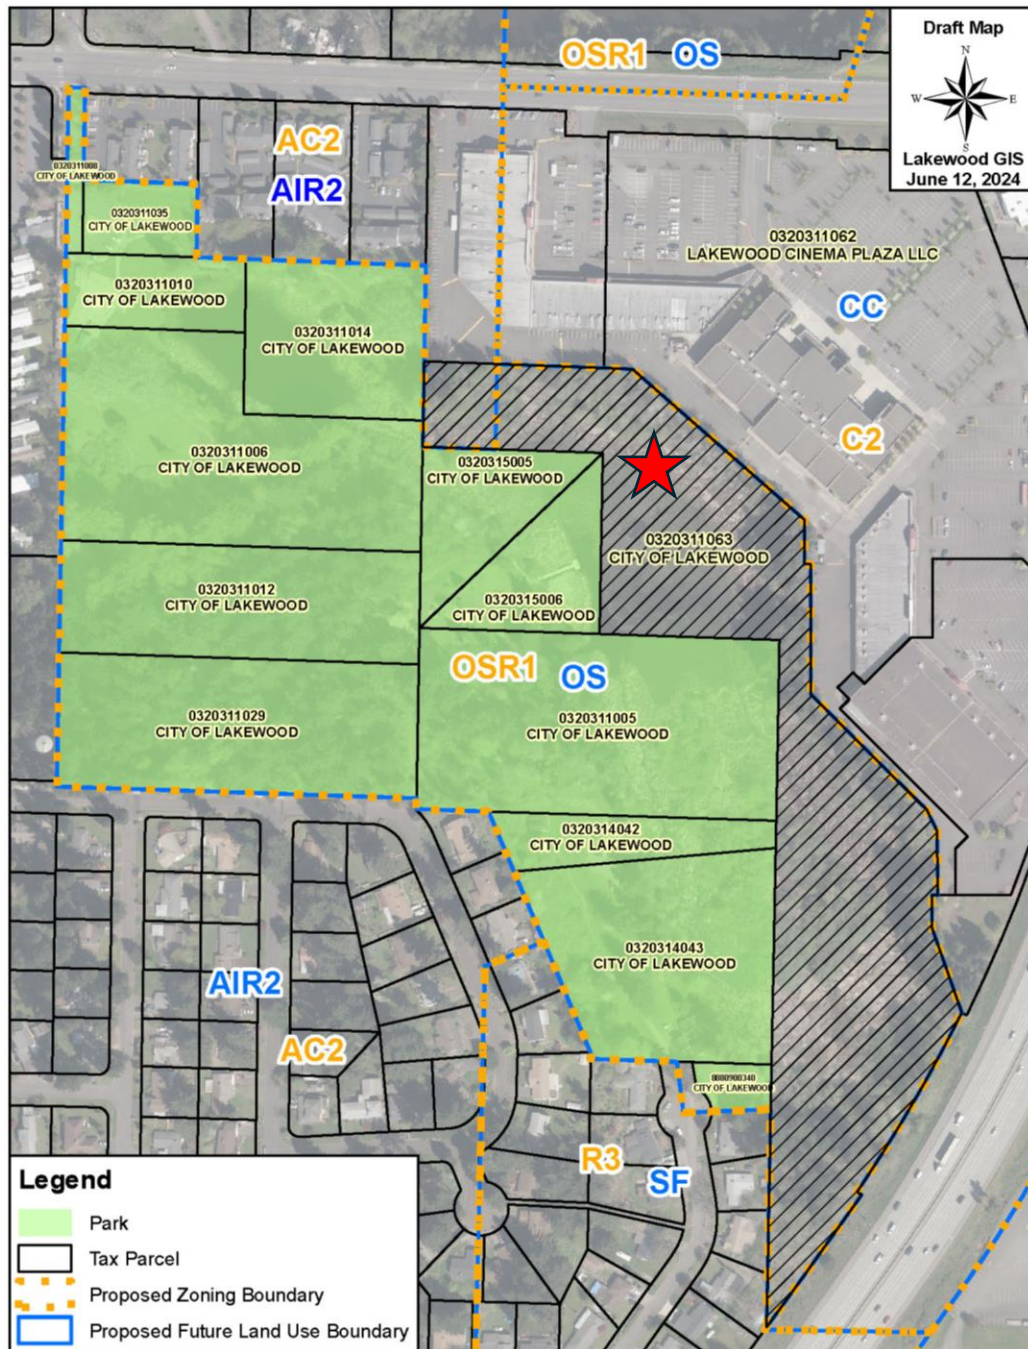 Draft Map
N
W
E
S
Lakewood GIS
June 12, 2024
OSR1 OS
AC2
AIR2
0320311008
CITY OF LAKEWOOD
0320311035
CITY OF LAKEWOOD
0320311062
LAKEWOOD CINEMA PLAZA LLC
0320311010
CITY OF LAKEWOOD
CC
0320311014
CITY OF LAKEWOOD
C2
0320311006
CITY OF LAKEWOOD
0320315005
CITY OF LAKEWOOD
0320311063
CITY OF LAKEWOOD
0320311012
CITY OF LAKEWOOD
0320315006
CITY OF LAKEWOOD
OSR1 OS
0320311029
CITY OF LAKEWOOD
0320311005
CITY OF LAKEWOOD
0320314042
CITY OF LAKEWOOD
0320314043
CITY OF LAKEWOOD
AIR2
AC2
CITY OF LAKEWOOD
R3
SF
Legend
Park
Tax Parcel
Proposed Zoning Boundary
Proposed Future Land Use Boundary